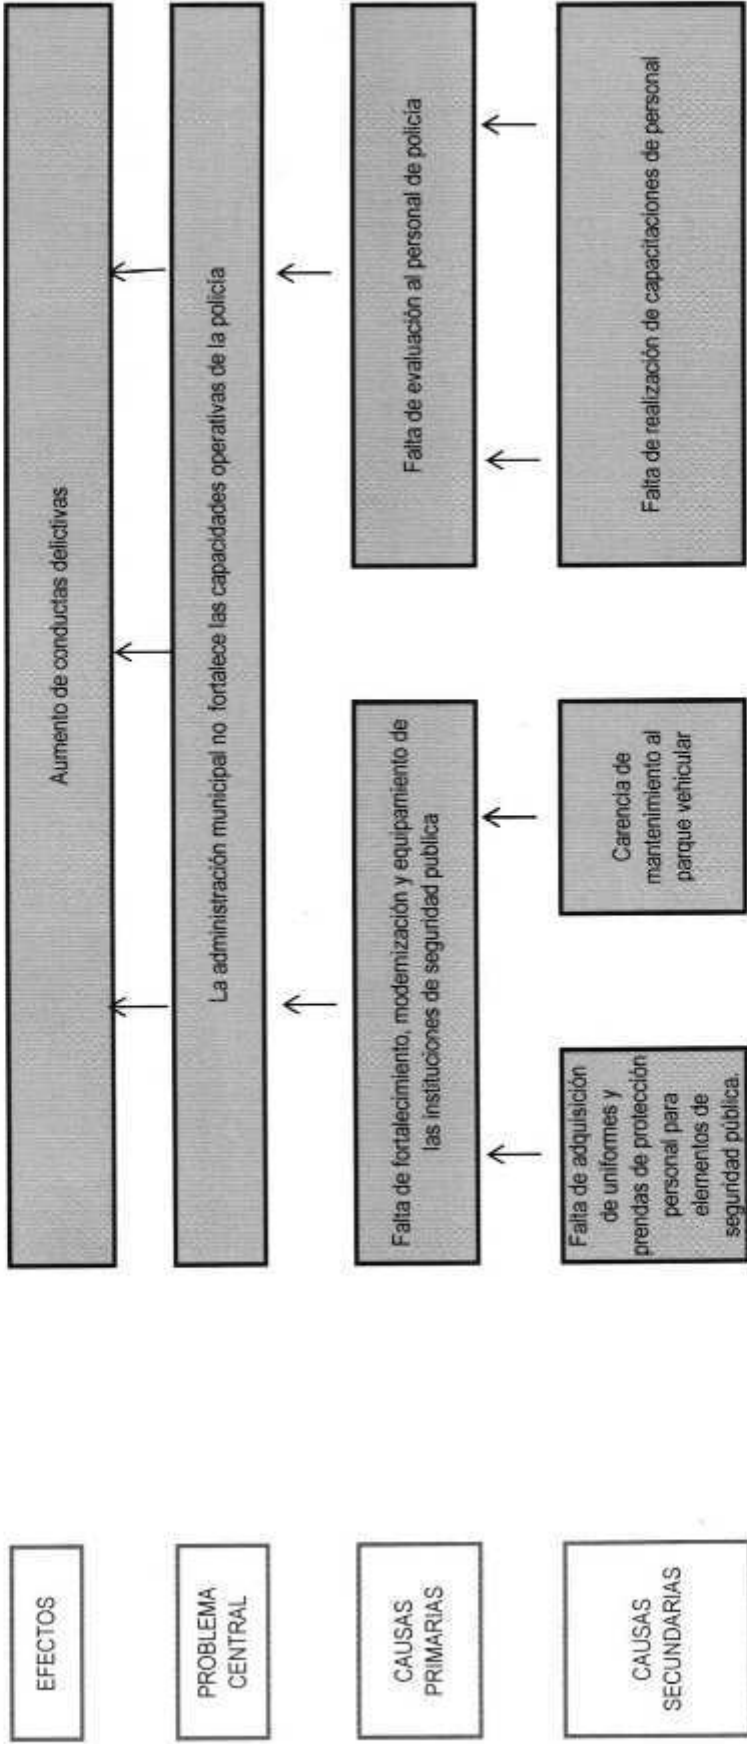 EFECTOS
Aumento de conductas delictivas
PROBLEMA
CENTRAL
La administración municipal no fortalece las capacidades operativas de la policía
CAUSAS
PRIMARIAS
Falta de fortalecimiento, modernización y equipamiento de
las instituciones de seguridad publica
Falta de evaluación al personal de policía
CAUSAS
SECUNDARIAS
Falta de adquisición
de uniformes y
prendas de protección
personal para
elementos de
seguridad pública.
Carencia de
mantenimiento al
parque vehicular
Falta de realización de capacitaciones de personal